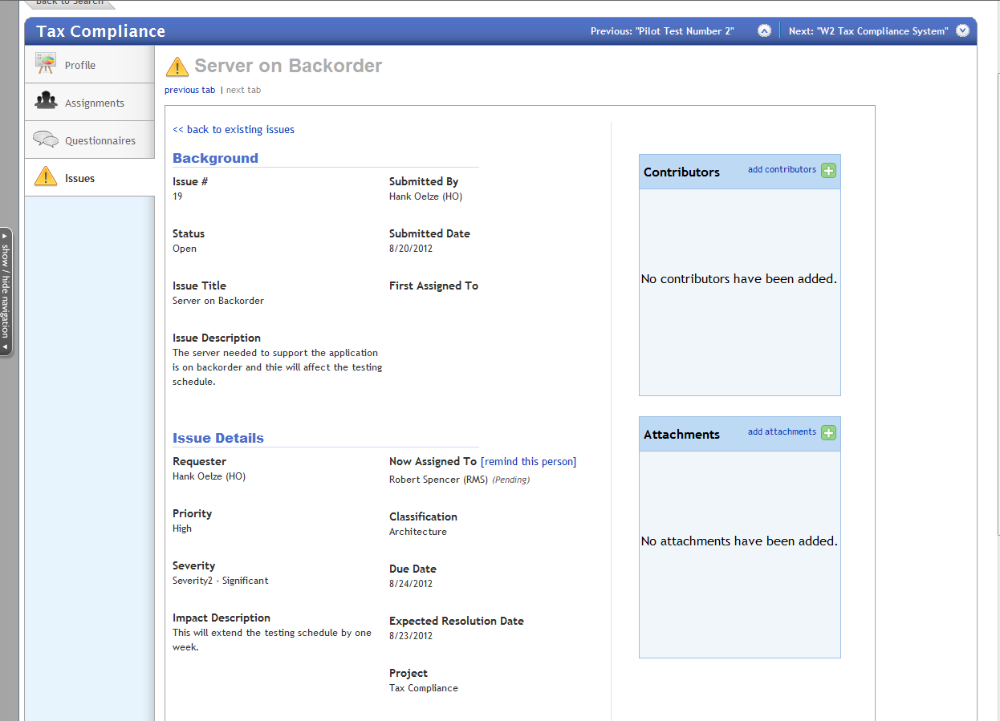 Back to Search
Tax Compliance
Previous: "Pilot Test Number 2"
Next: "W2 Tax Compliance System"
Profile
Assignments
Questionnaires
Issues
show / hide navigation
Server on Backorder
previous tab | next tab
<< back to existing issues
Background
Issue #
19
Submitted By
Hank Oelze (HO)
Status
Open
Submitted Date
8/20/2012
Issue Title
Server on Backorder
First Assigned To
Issue Description
The server needed to support the application
is on backorder and thie will affect the testing
schedule.
Issue Details
Requester
Hank Oelze (HO)
Now Assigned To [remind this person]
Robert Spencer (RMS) (Pending)
Priority
High
Classification
Architecture
Severity
Severity2 - Significant
Due Date
8/24/2012
Impact Description
This will extend the testing schedule by one
week.
Expected Resolution Date
8/23/2012
Project
Tax Compliance
Contributors
add contributors
No contributors have been added.
Attachments
add attachments
No attachments have been added.